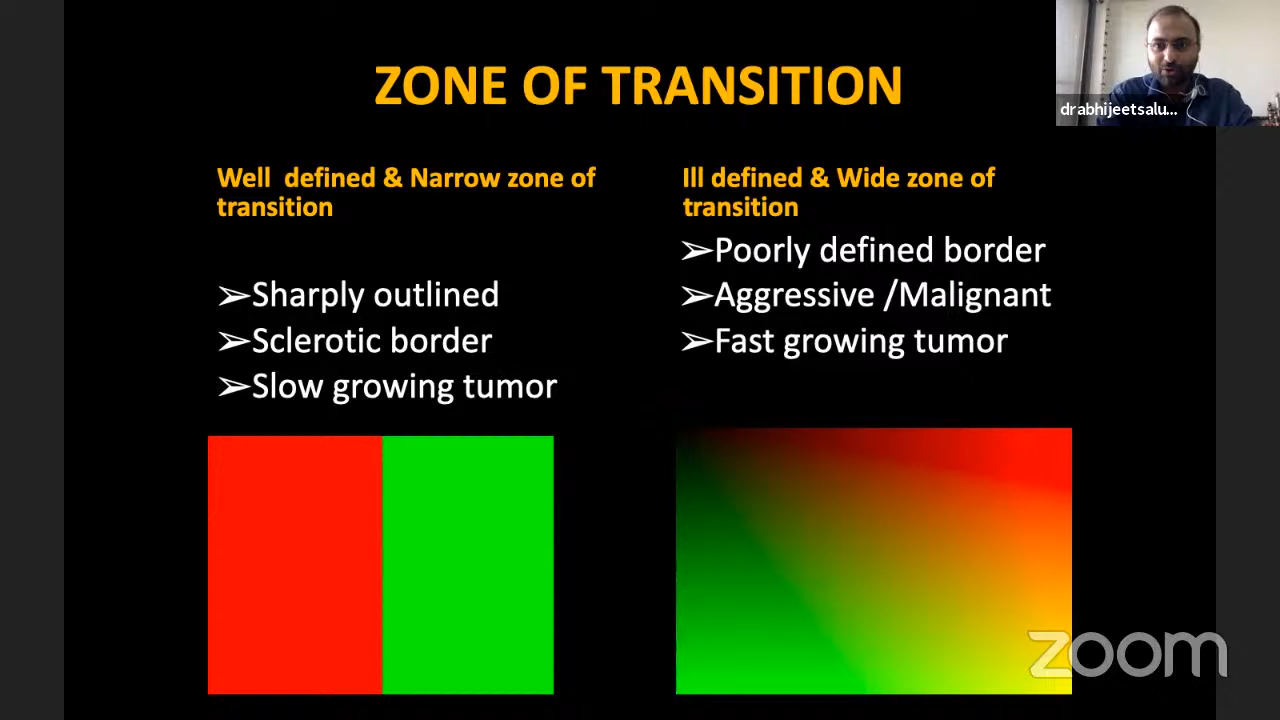 ZONE OF TRANSITION
drabhijeetsalu...
Well defined & Narrow zone of
transition
➢Sharply outlined
➢Sclerotic border
➢Slow growing tumor
Ill defined & Wide zone of
transition
➢Poorly defined border
➢Aggressive /Malignant
➢Fast growing tumor
zoom